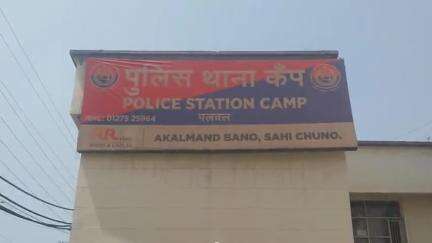 पुलिस थाना कैंप
POLICE STATION CAMP
01275 25964
पलवल
AKALMAND BANO, SAHI CHUNO.